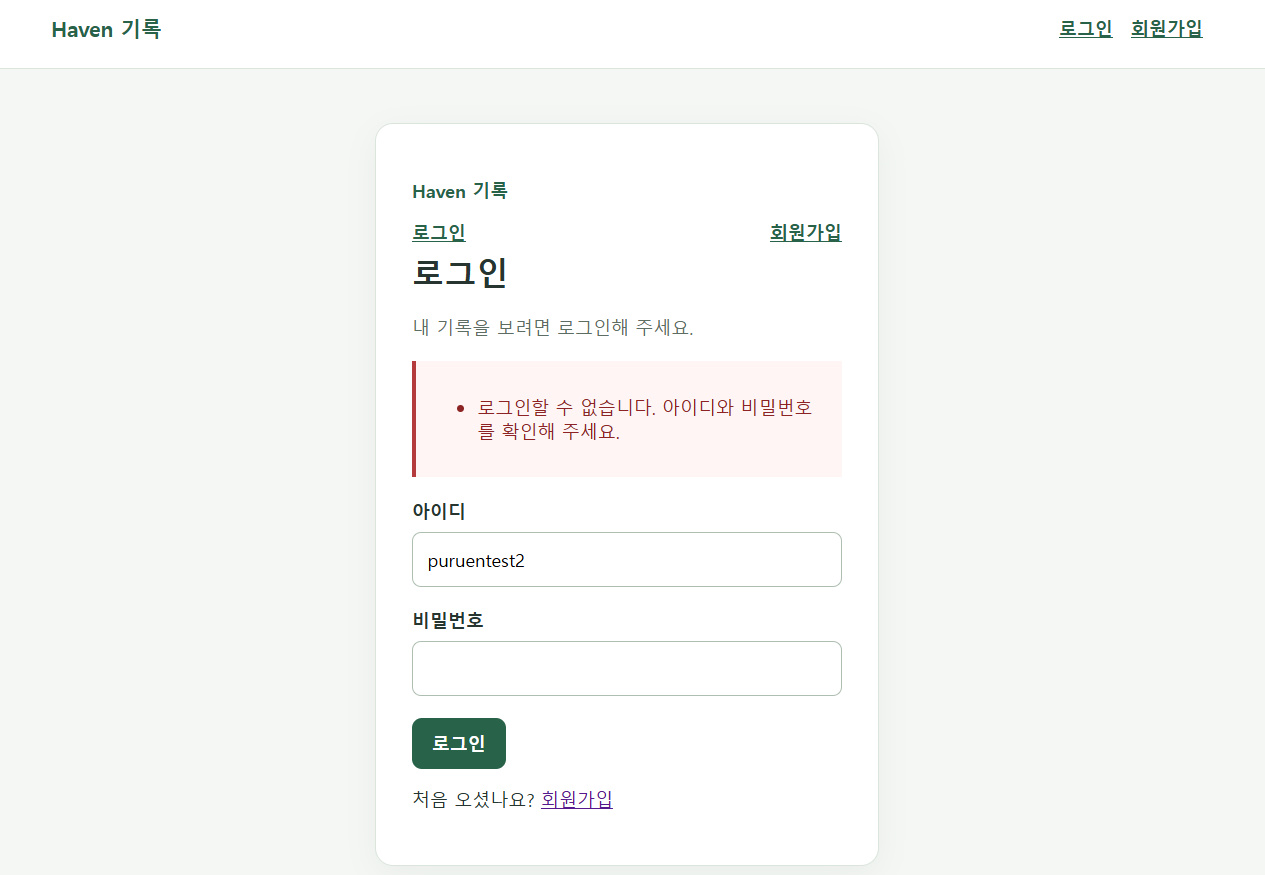 Haven 기록
로그인 회원가입
Haven 기록
로그인 회원가입
로그인
내 기록을 보려면 로그인해 주세요.
• 로그인할 수 없습니다. 아이디와 비밀번호
를 확인해 주세요.
아이디
puruentest2
비밀번호
로그인
처음 오셨나요? 회원가입